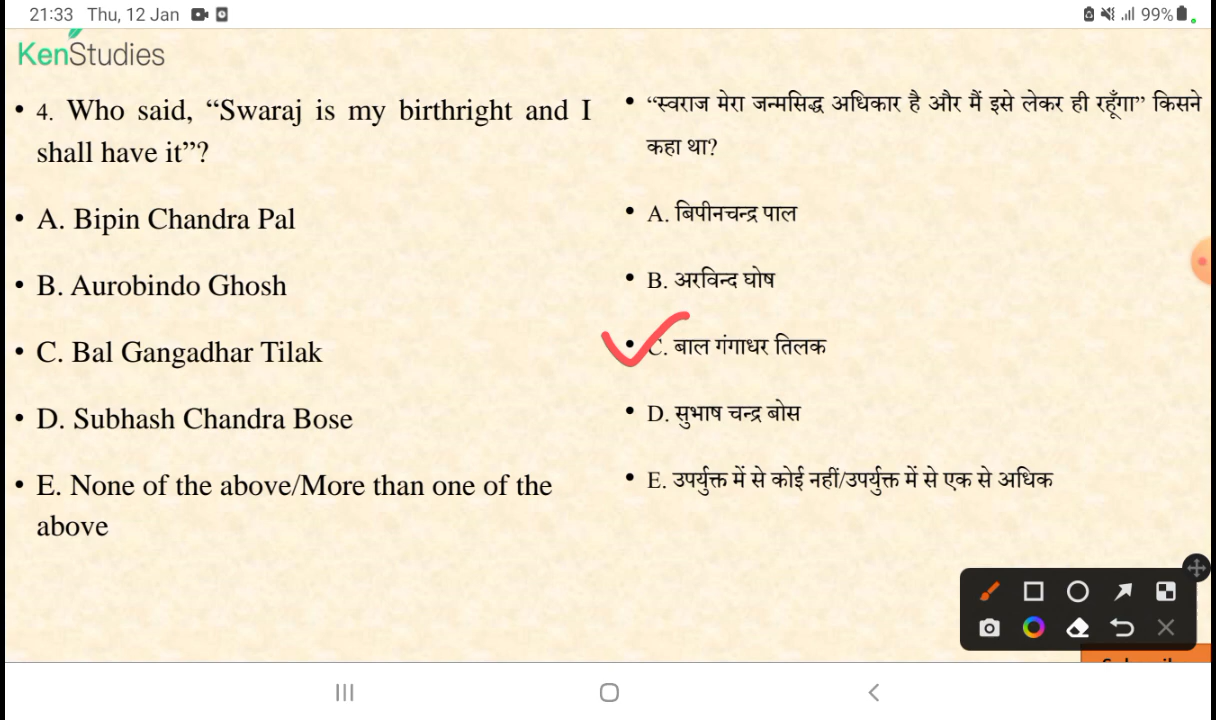 21:33 Thu, 12 Jan
99%
KenStudies
• 4. Who said, “Swaraj is my birthright and I
shall have it”?
• A. Bipin Chandra Pal
• B. Aurobindo Ghosh
• C. Bal Gangadhar Tilak
• D. Subhash Chandra Bose
• E. None of the above/More than one of the
above
• “स्वराज मेरा जन्मसिद्ध अधिकार है और मैं इसे लेकर ही रहूँगा” किसने
कहा था?
• A. बिपीनचन्द्र पाल
• B. अरविन्द घोष
• C. बाल गंगाधर तिलक
• D. सुभाष चन्द्र बोस
• E. उपर्युक्त में से कोई नहीं/उपर्युक्त में से एक से अधिक